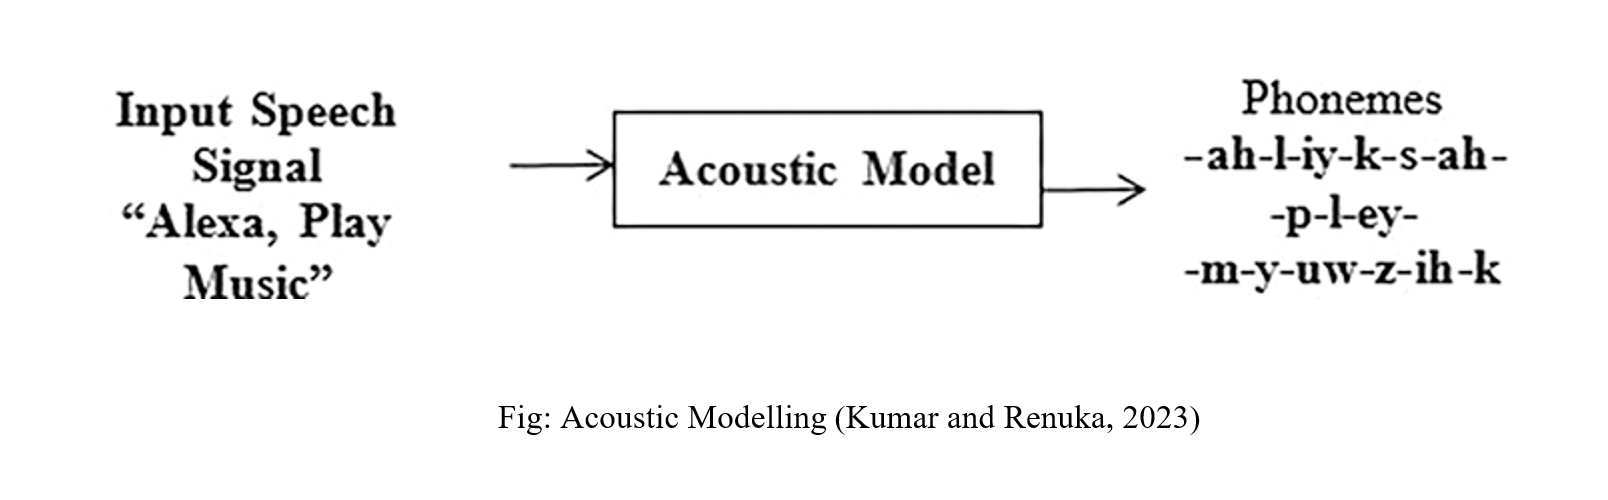 Input Speech
Signal
“Alexa, Play
Music”
Acoustic Model
Phonemes
-ah-l-iy-k-s-ah-
-p-l-ey-
-m-y-uw-z-ih-k
Fig: Acoustic Modelling (Kumar and Renuka, 2023)